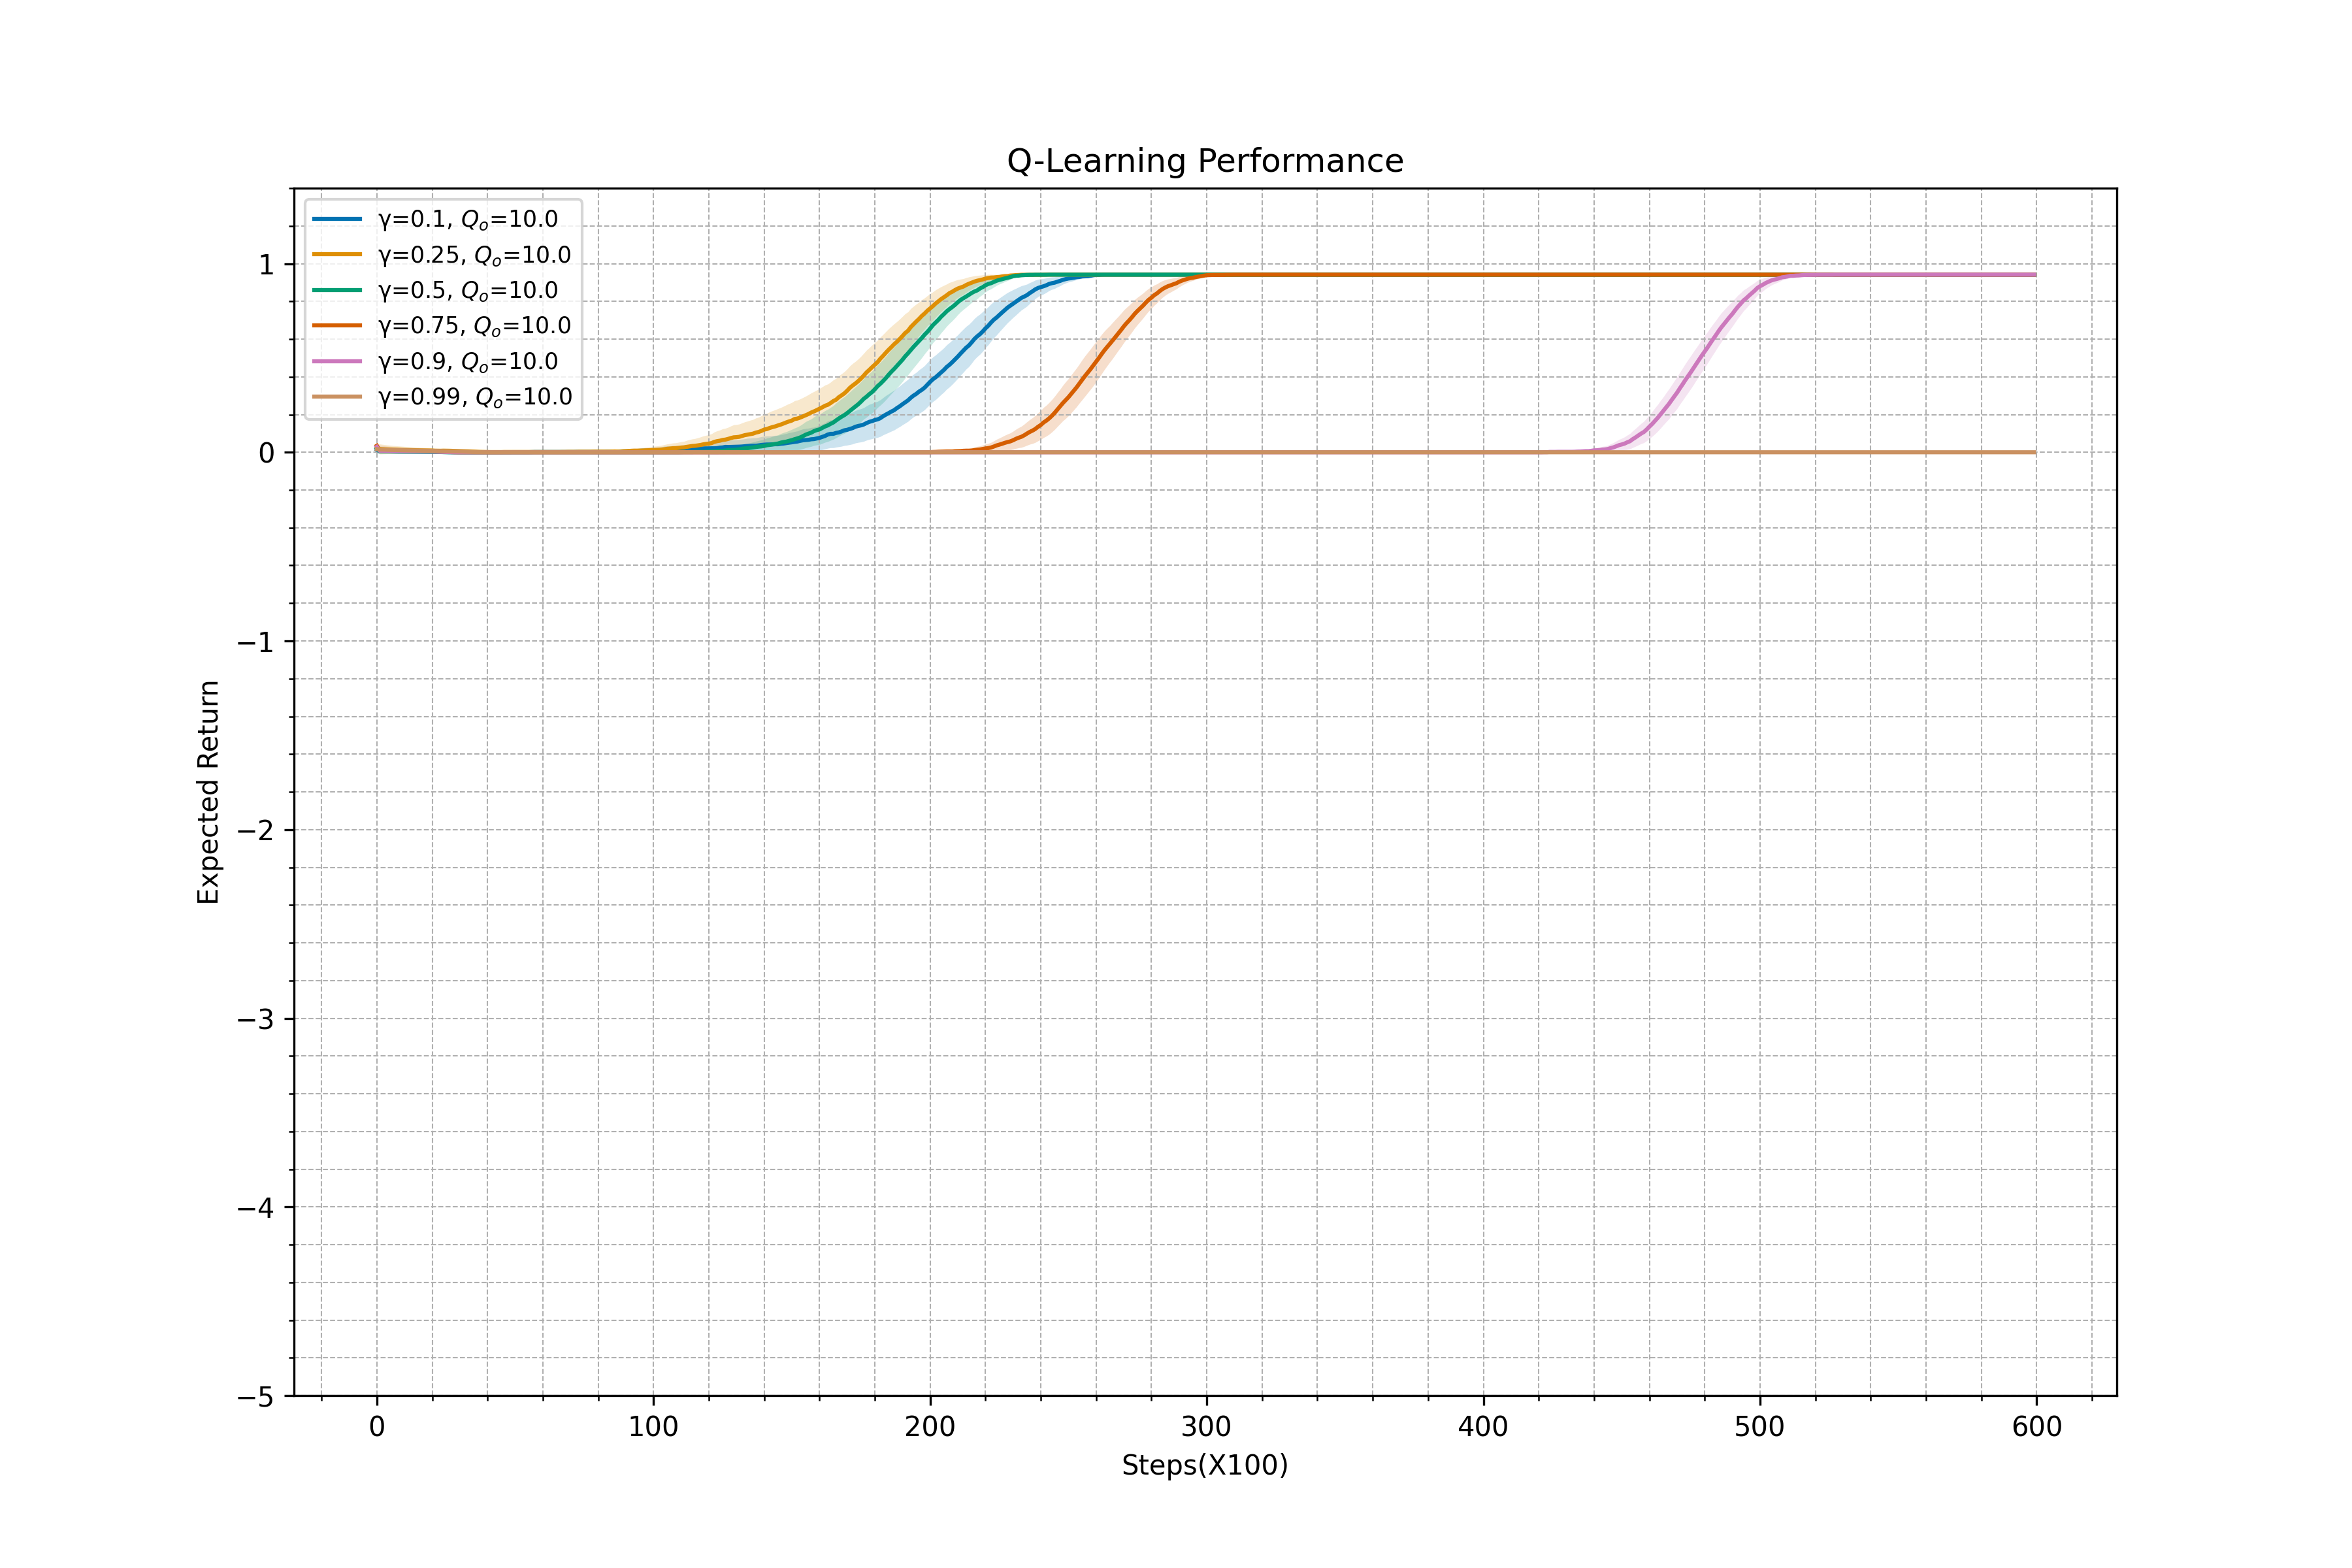 Q-Learning Performance
γ=0.1, Qₒ=10.0
γ=0.25, Qₒ=10.0
γ=0.5, Qₒ=10.0
γ=0.75, Qₒ=10.0
γ=0.9, Qₒ=10.0
γ=0.99, Qₒ=10.0
1
0
−1
−2
−3
−4
−5
Expected Return
0 100 200 300 400 500 600
Steps(X100)